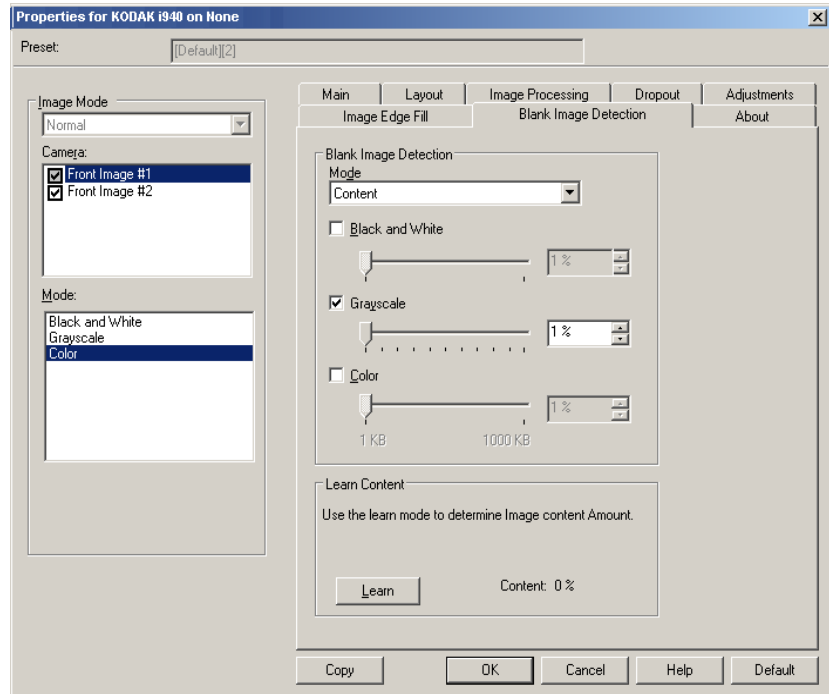 Properties for KODAK i940 on None
Preset:
[Default][2]
Image Mode
Normal
Camera:
Front Image #1
Front Image #2
Mode:
Black and White
Grayscale
Color
Main
Layout
Image Processing
Dropout
Adjustments
Image Edge Fill
Blank Image Detection
About
Blank Image Detection
Mode
Content
Black and White
1 %
Grayscale
1 %
Color
1 %
1 KB
1000 KB
Learn Content
Use the learn mode to determine Image content Amount.
Learn
Content: 0 %
Copy
OK
Cancel
Help
Default